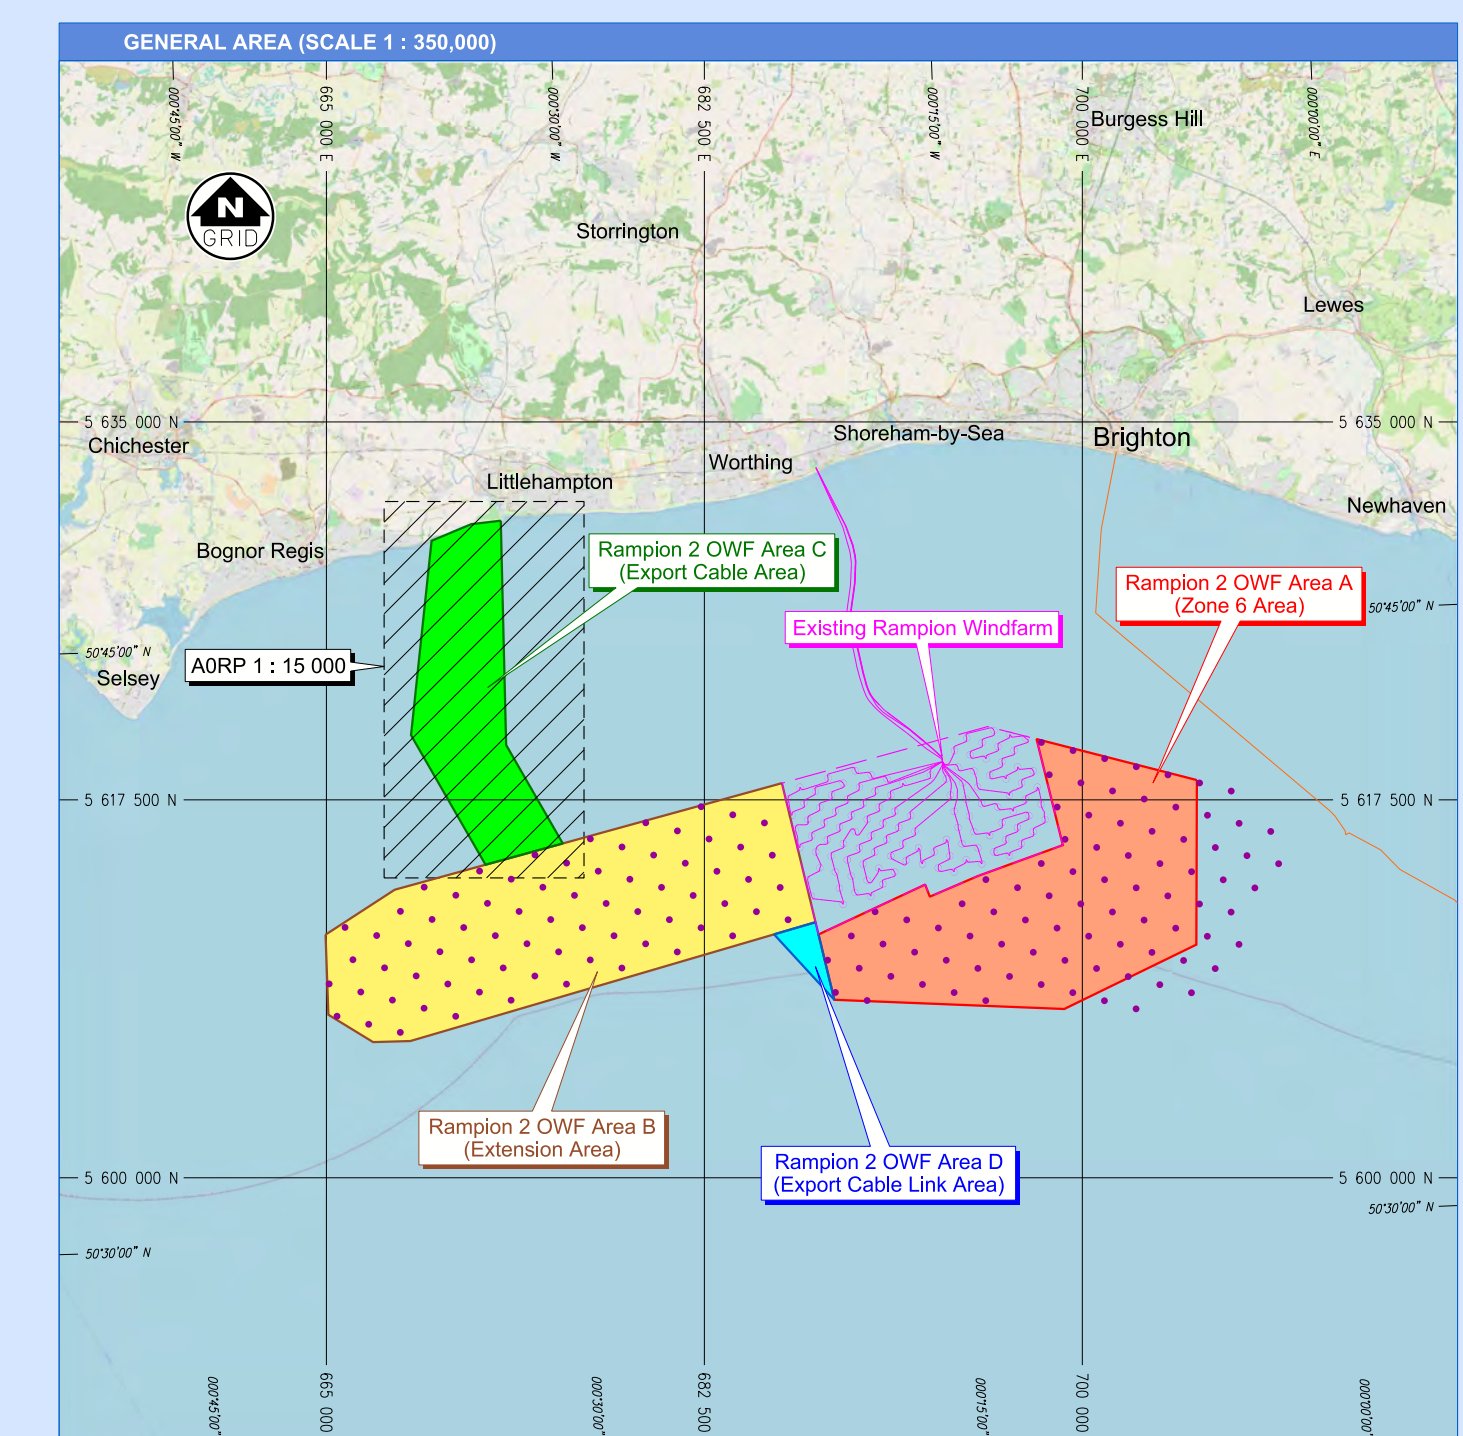 GENERAL AREA (SCALE 1 : 350,000)
000°45'00" W
665 000 E
000°30'00" W
682 500 E
000°15'00" W
700 000 E
000°00'00" E
Burgess Hill
N
GRID
Storrington
Lewes
5 635 000 N
5 635 000 N
Chichester
Shoreham-by-Sea
Brighton
Worthing
Littlehampton
Newhaven
Bognor Regis
Rampion 2 OWF Area C
(Export Cable Area)
Rampion 2 OWF Area A
(Zone 6 Area)
50°45'00" N
Existing Rampion Windfarm
50°45'00" N
A0RP 1 : 15 000
Selsey
5 617 500 N
5 617 500 N
Rampion 2 OWF Area B
(Extension Area)
Rampion 2 OWF Area D
(Export Cable Link Area)
5 600 000 N
5 600 000 N
50°30'00" N
50°30'00" N
000°45'00"
665 000
000°30'00"
682 500
000°15'00"
700 000
000°00'00"